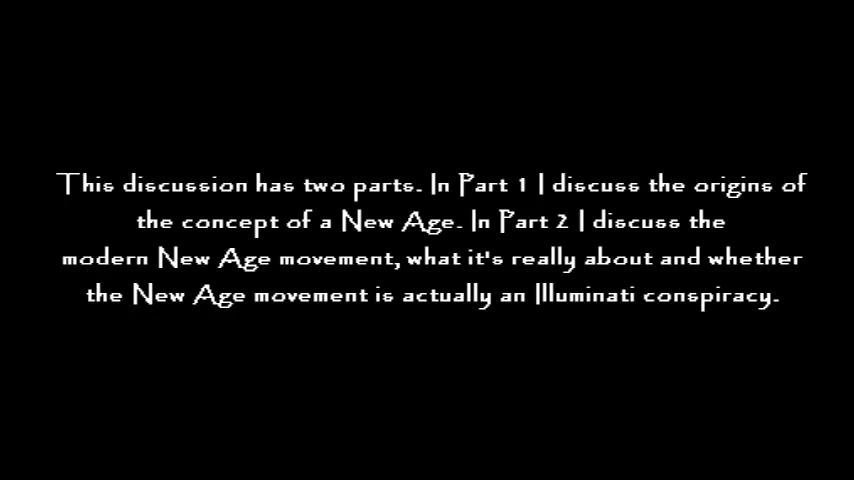 This discussion has two parts. In Part 1 I discuss the origins of
the concept of a New Age. In Part 2 I discuss the
modern New Age movement, what it's really about and whether
the New Age movement is actually an Illuminati conspiracy.